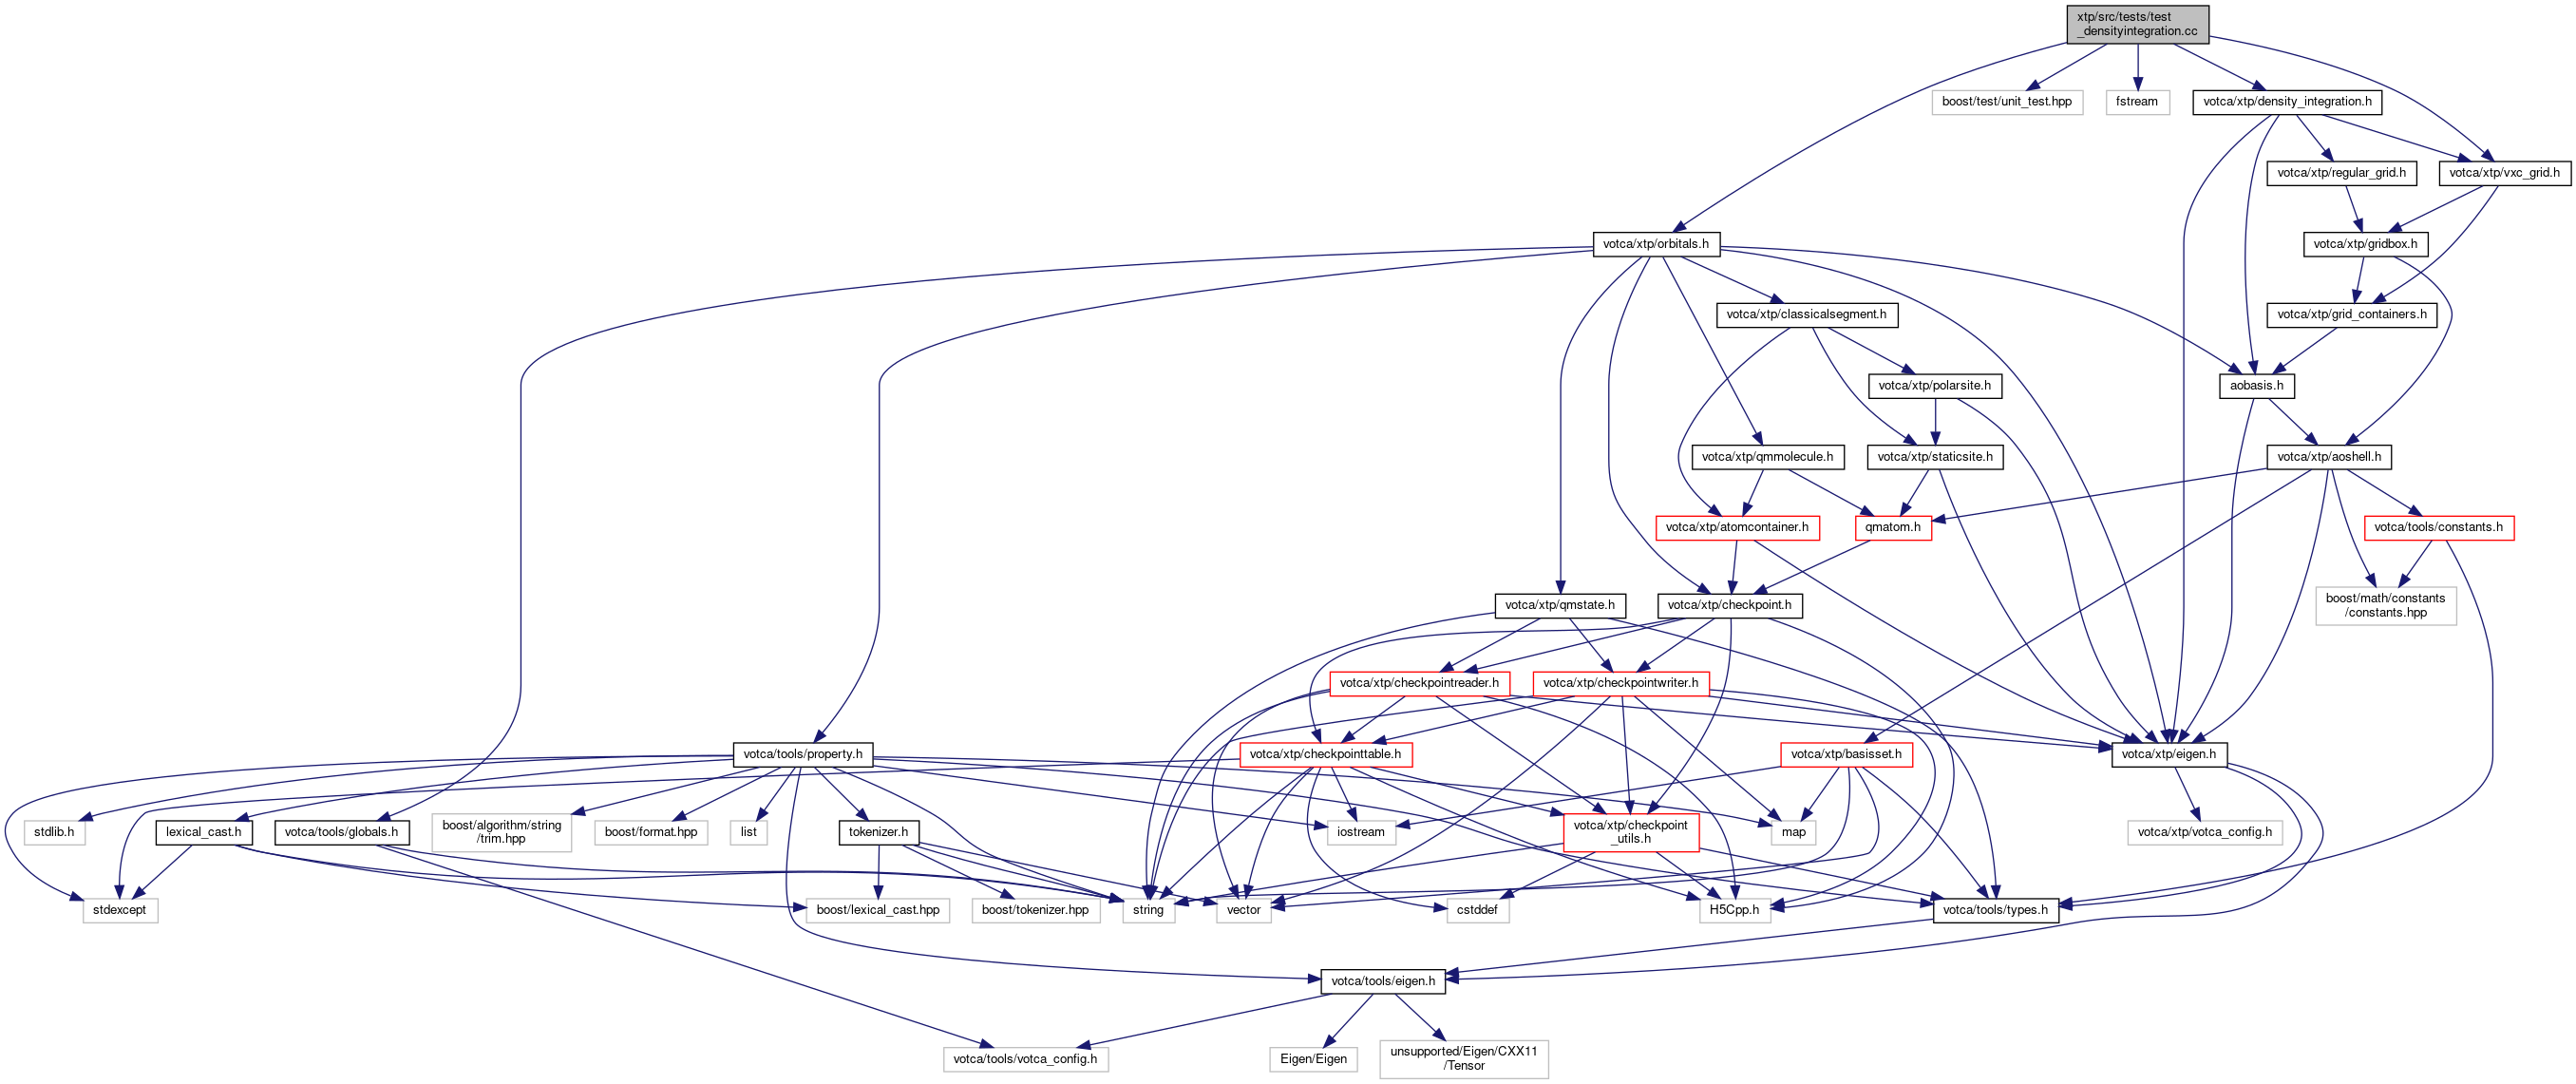 xtp/src/tests/test
_densityintegration.cc
boost/test/unit_test.hpp
fstream
votca/xtp/density_integration.h
votca/xtp/regular_grid.h
votca/xtp/vxc_grid.h
votca/xtp/orbitals.h
votca/xtp/gridbox.h
votca/xtp/classicalsegment.h
votca/xtp/grid_containers.h
votca/xtp/polarsite.h
aobasis.h
votca/xtp/qmmolecule.h
votca/xtp/staticsite.h
votca/xtp/aoshell.h
votca/xtp/atomcontainer.h
qmatom.h
votca/tools/constants.h
votca/xtp/qmstate.h
votca/xtp/checkpoint.h
boost/math/constants
/constants.hpp
votca/xtp/checkpointreader.h
votca/xtp/checkpointwriter.h
votca/tools/property.h
votca/xtp/checkpointtable.h
votca/xtp/basisset.h
votca/xtp/eigen.h
stdlib.h
lexical_cast.h
votca/tools/globals.h
boost/algorithm/string
/trim.hpp
boost/format.hpp
list
tokenizer.h
iostream
votca/xtp/checkpoint
_utils.h
map
votca/xtp/votca_config.h
stdexcept
boost/lexical_cast.hpp
boost/tokenizer.hpp
string
vector
cstddef
H5Cpp.h
votca/tools/types.h
votca/tools/eigen.h
votca/tools/votca_config.h
Eigen/Eigen
unsupported/Eigen/CXX11
/Tensor